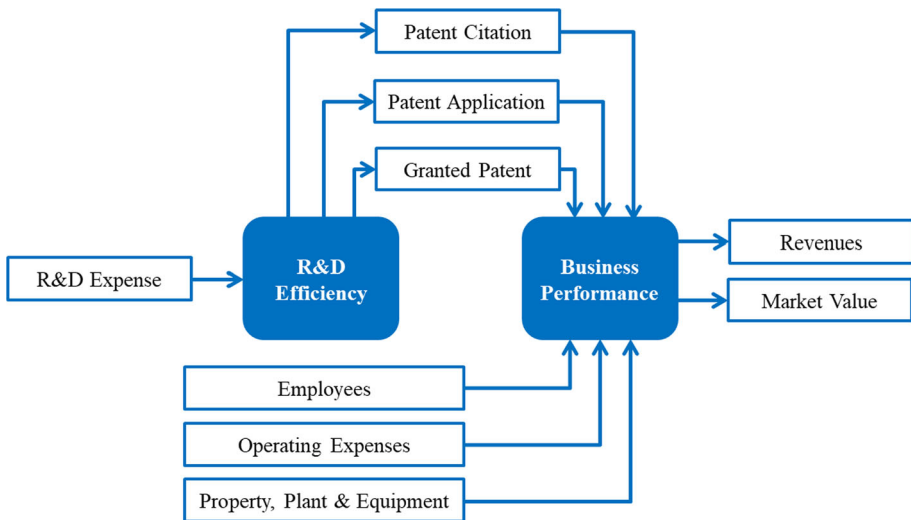 Patent Citation
Patent Application
Granted Patent
R&D Expense
R&D
Efficiency
Business
Performance
Revenues
Market Value
Employees
Operating Expenses
Property, Plant & Equipment